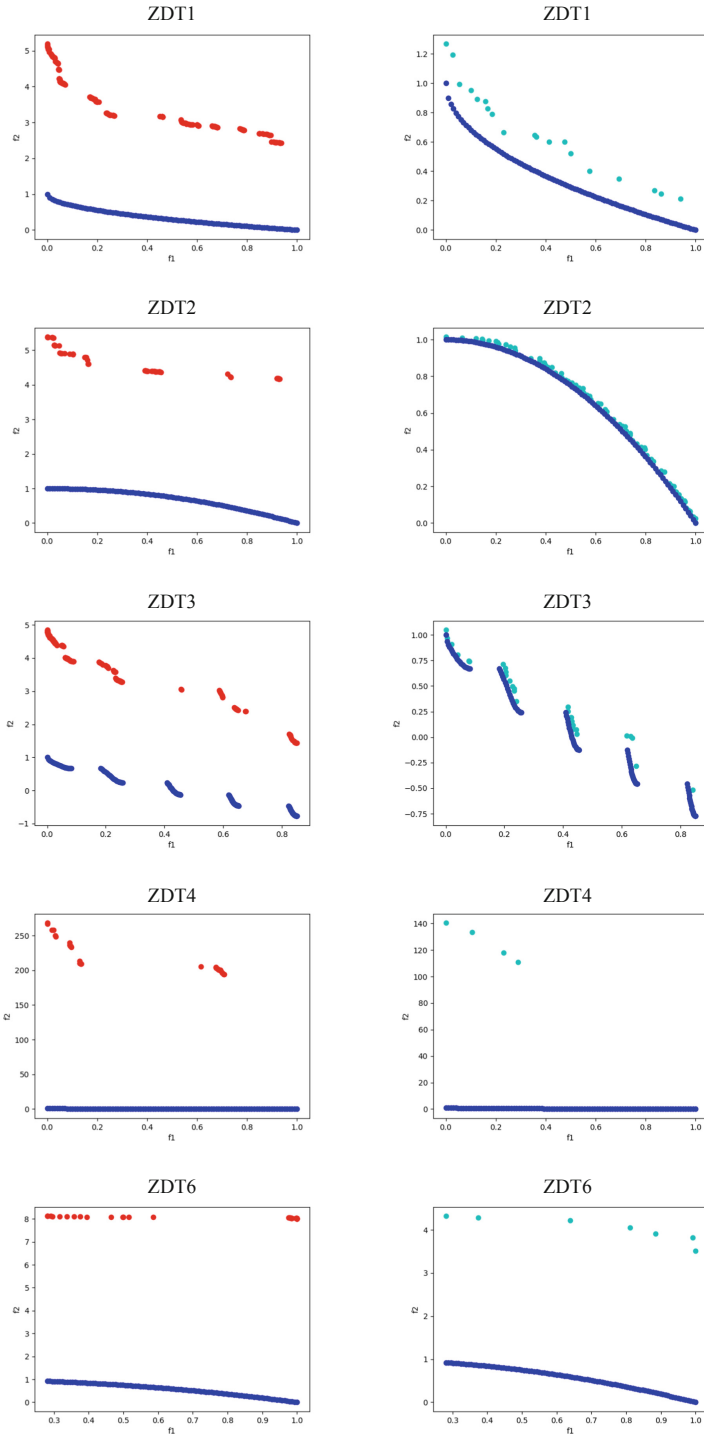 ZDT1 ZDT1
5
4
3
2
1
0
f2
0.0 0.2 0.4 0.6 0.8 1.0
f1
1.2
1.0
0.8
0.6
0.4
0.2
0.0
f2
0.0 0.2 0.4 0.6 0.8 1.0
f1
ZDT2 ZDT2
5
4
3
2
1
0
f2
0.0 0.2 0.4 0.6 0.8 1.0
f1
1.0
0.8
0.6
0.4
0.2
0.0
f2
0.0 0.2 0.4 0.6 0.8 1.0
f1
ZDT3 ZDT3
5
4
3
2
1
0
−1
f2
0.0 0.2 0.4 0.6 0.8
f1
1.00
0.75
0.50
0.25
0.00
−0.25
−0.50
−0.75
f2
0.0 0.2 0.4 0.6 0.8
f1
ZDT4 ZDT4
250
200
150
100
50
0
f2
0.0 0.2 0.4 0.6 0.8 1.0
f1
140
120
100
80
60
40
20
0
f2
0.0 0.2 0.4 0.6 0.8 1.0
f1
ZDT6 ZDT6
8
7
6
5
4
3
2
1
0
f2
0.3 0.4 0.5 0.6 0.7 0.8 0.9 1.0
f1
4
3
2
1
0
f2
0.3 0.4 0.5 0.6 0.7 0.8 0.9 1.0
f1